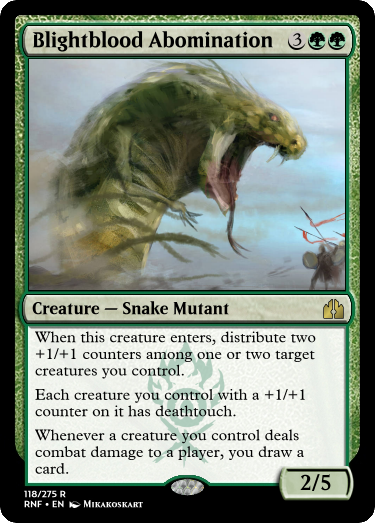 Blightblood Abomination 3
Creature — Snake Mutant
When this creature enters, distribute two
+1/+1 counters among one or two target
creatures you control.
Each creature you control with a +1/+1
counter on it has deathtouch.
Whenever a creature you control deals
combat damage to a player, you draw a
card.
2/5
118/275 R
RNF • EN Mikakoskart